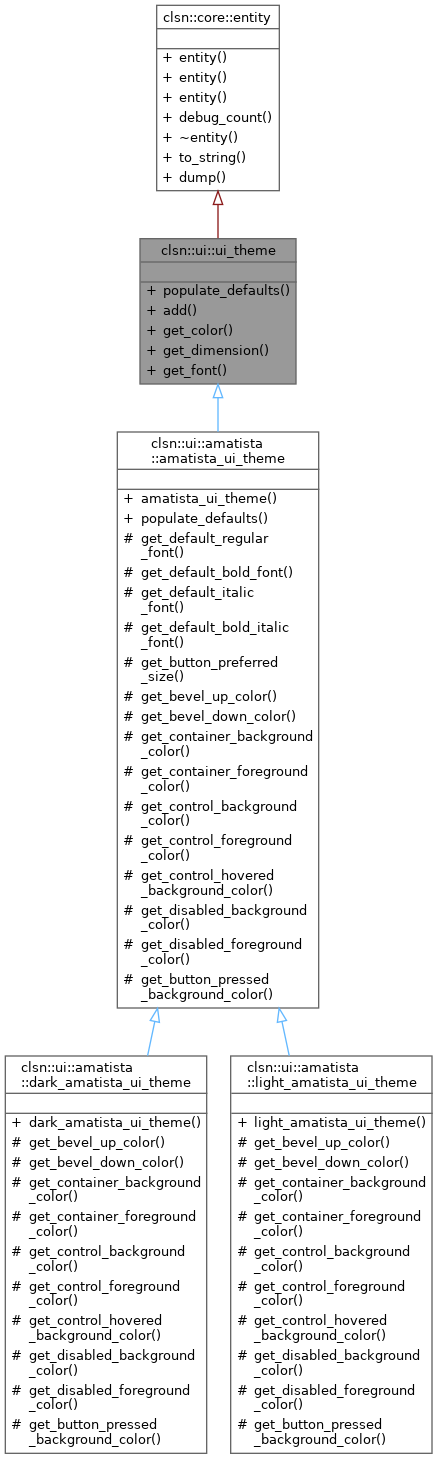 clsn::core::entity
+ entity()
+ entity()
+ entity()
+ debug_count()
+ ~entity()
+ to_string()
+ dump()
clsn::ui::ui_theme
+ populate_defaults()
+ add()
+ get_color()
+ get_dimension()
+ get_font()
clsn::ui::amatista
::amatista_ui_theme
+ amatista_ui_theme()
+ populate_defaults()
# get_default_regular
_font()
# get_default_bold_font()
# get_default_italic
_font()
# get_default_bold_italic
_font()
# get_button_preferred
_size()
# get_bevel_up_color()
# get_bevel_down_color()
# get_container_background
_color()
# get_container_foreground
_color()
# get_control_background
_color()
# get_control_foreground
_color()
# get_control_hovered
_background_color()
# get_disabled_background
_color()
# get_disabled_foreground
_color()
# get_button_pressed
_background_color()
clsn::ui::amatista
::dark_amatista_ui_theme
+ dark_amatista_ui_theme()
# get_bevel_up_color()
# get_bevel_down_color()
# get_container_background
_color()
# get_container_foreground
_color()
# get_control_background
_color()
# get_control_foreground
_color()
# get_control_hovered
_background_color()
# get_disabled_background
_color()
# get_disabled_foreground
_color()
# get_button_pressed
_background_color()
clsn::ui::amatista
::light_amatista_ui_theme
+ light_amatista_ui_theme()
# get_bevel_up_color()
# get_bevel_down_color()
# get_container_background
_color()
# get_container_foreground
_color()
# get_control_background
_color()
# get_control_foreground
_color()
# get_control_hovered
_background_color()
# get_disabled_background
_color()
# get_disabled_foreground
_color()
# get_button_pressed
_background_color()